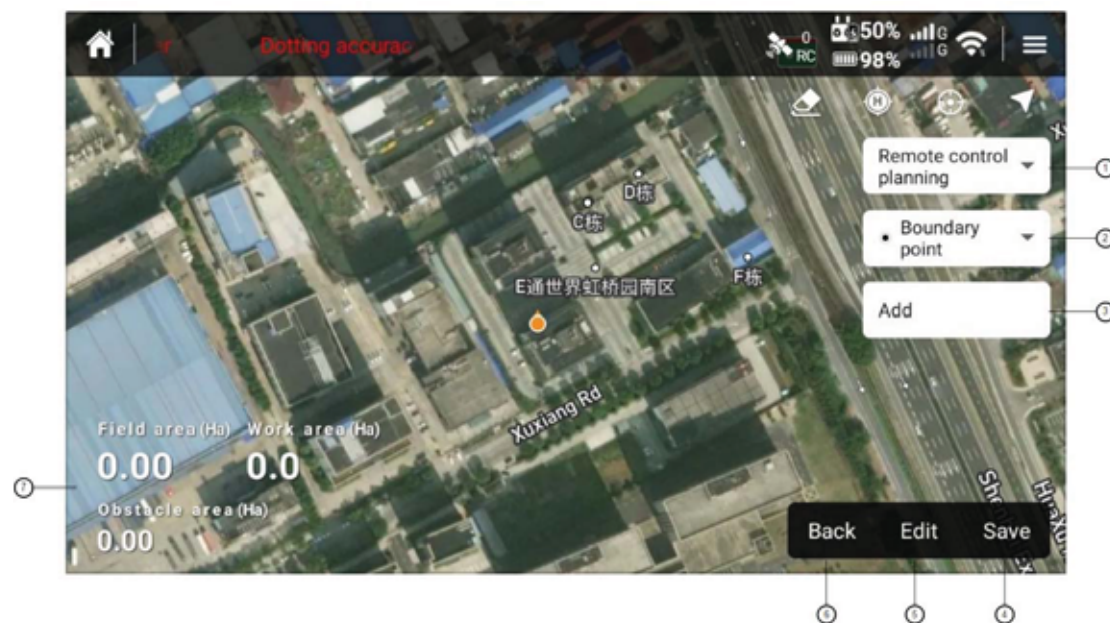 Dotting accurac
0
RC
50%
98%
G
G
H
Remote control
planning
1
Boundary
point
2
Add
3
D栋
C栋
E通世界虹桥园南区
F栋
Xuxiang Rd
Field area(Ha) Work area(Ha)
0.00 0.0
7
Obstacle area(Ha)
0.00
Back Edit Save
6 5 4